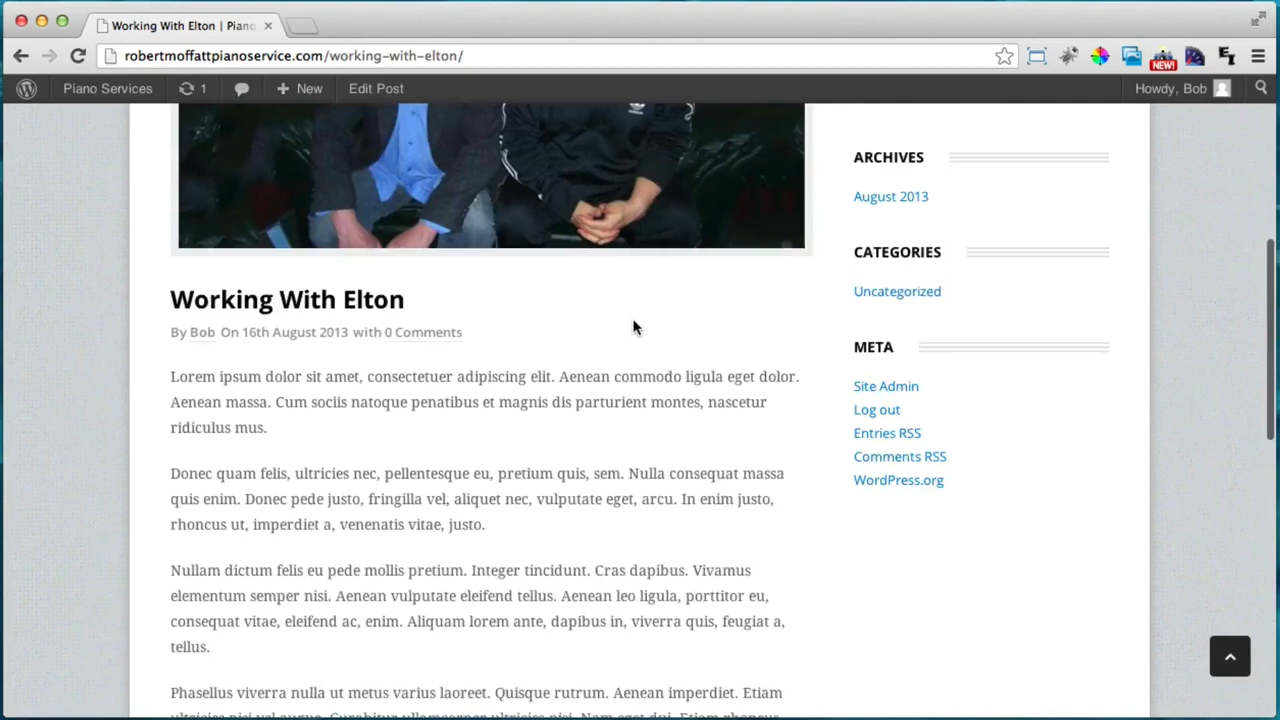 Working With Elton | Piano
robertmoffattpianoservice.com/working-with-elton/
NEW!
Piano Services
1
New
Edit Post
Howdy, Bob
Working With Elton
By Bob On 16th August 2013 with 0 Comments
Lorem ipsum dolor sit amet, consectetuer adipiscing elit. Aenean commodo ligula eget dolor.
Aenean massa. Cum sociis natoque penatibus et magnis dis parturient montes, nascetur
ridiculus mus.
Donec quam felis, ultricies nec, pellentesque eu, pretium quis, sem. Nulla consequat massa
quis enim. Donec pede justo, fringilla vel, aliquet nec, vulputate eget, arcu. In enim justo,
rhoncus ut, imperdiet a, venenatis vitae, justo.
Nullam dictum felis eu pede mollis pretium. Integer tincidunt. Cras dapibus. Vivamus
elementum semper nisi. Aenean vulputate eleifend tellus. Aenean leo ligula, porttitor eu,
consequat vitae, eleifend ac, enim. Aliquam lorem ante, dapibus in, viverra quis, feugiat a,
tellus.
Phasellus viverra nulla ut metus varius laoreet. Quisque rutrum. Aenean imperdiet. Etiam
ARCHIVES
August 2013
CATEGORIES
Uncategorized
META
Site Admin
Log out
Entries RSS
Comments RSS
WordPress.org